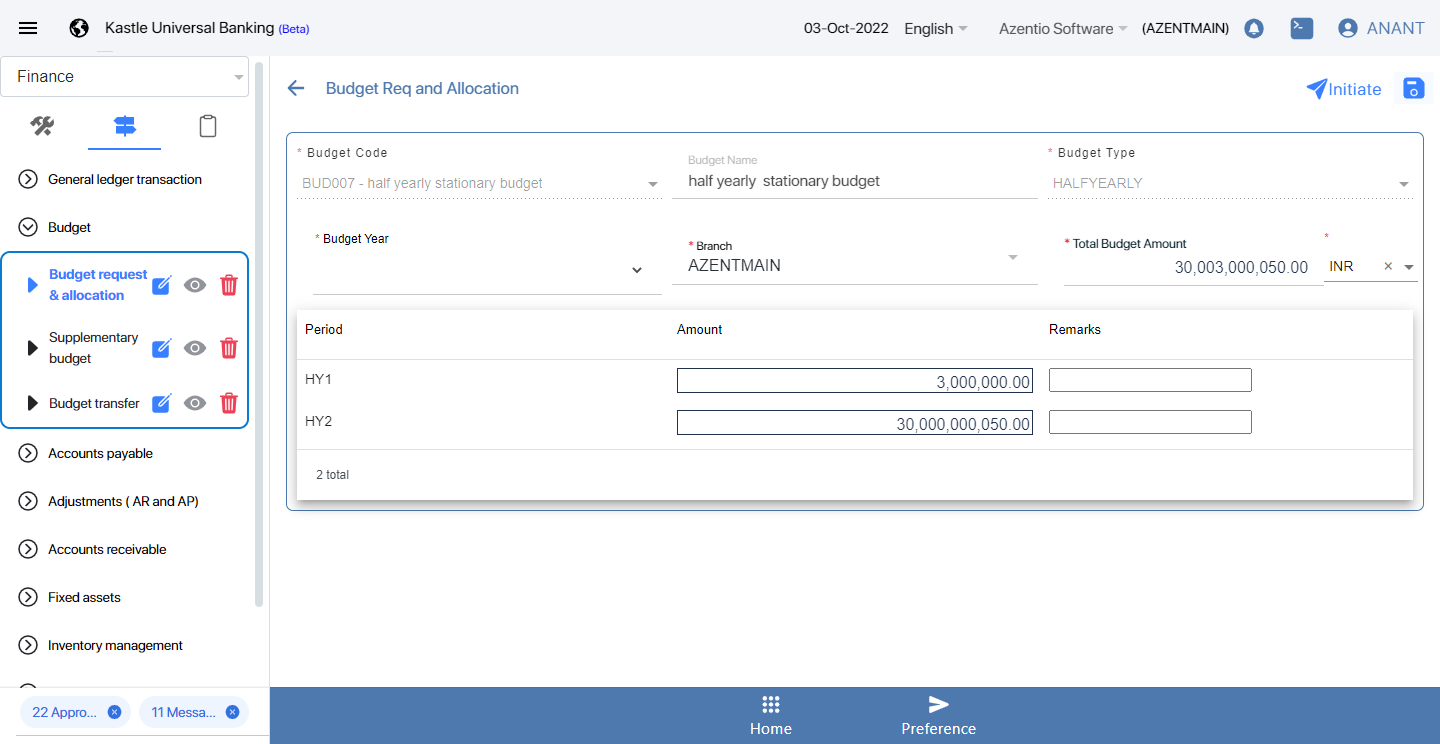 Kastle Universal Banking (Beta)
03-Oct-2022
English
Azentio Software
(AZENTMAIN)
ANANT
Finance
General ledger transaction
Budget
Budget request
& allocation
Supplementary
budget
Budget transfer
Accounts payable
Adjustments ( AR and AP)
Accounts receivable
Fixed assets
Inventory management
22 Appro...
11 Messa...
Budget Req and Allocation
Initiate
* Budget Code
BUD007 - half yearly stationary budget
Budget Name
half yearly  stationary budget
* Budget Type
HALFYEARLY
* Budget Year
* Branch
AZENTMAIN
* Total Budget Amount
30,003,000,050.00
*
INR ×
Period Amount Remarks
HY1 3,000,000.00
HY2 30,000,000,050.00
2 total
Home
Preference